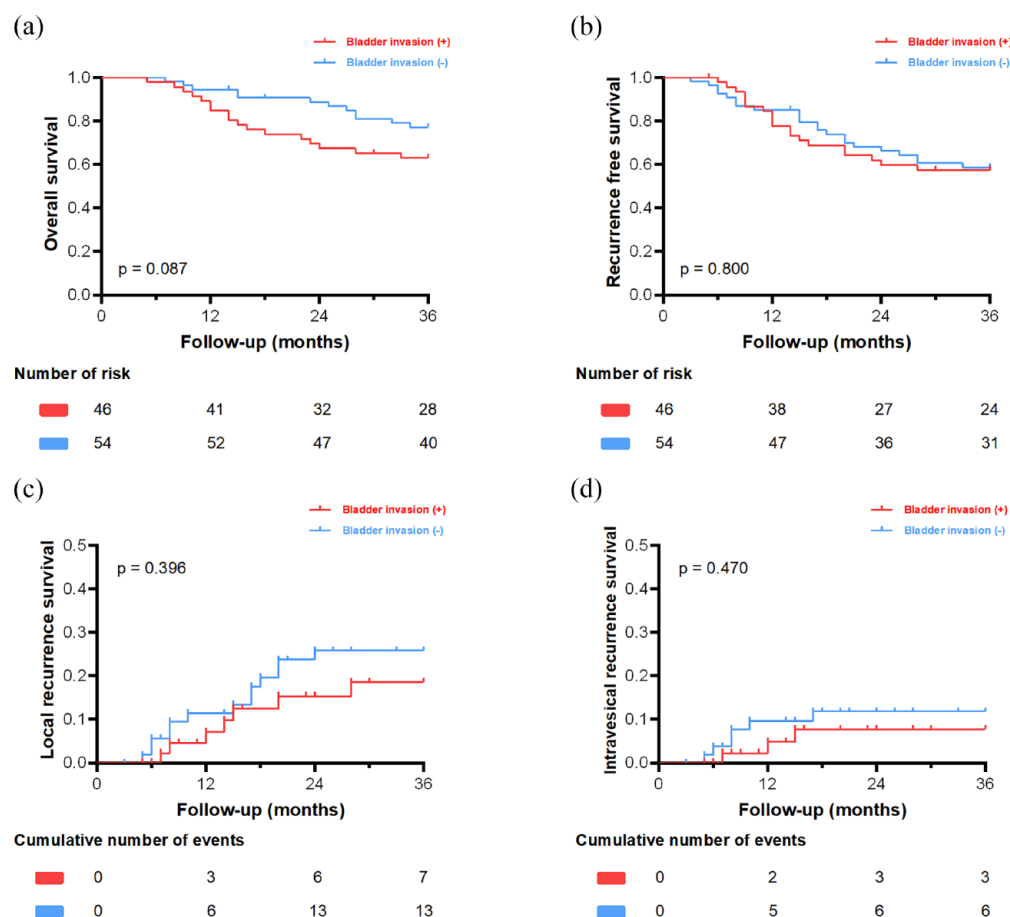 (a)
Bladder invasion (+)
Bladder invasion (-)
Overall survival
1.0
0.8
0.6
0.4
0.2
0.0
p = 0.087
0 12 24 36
Follow-up (months)
Number of risk
46 41 32 28
54 52 47 40
(b)
Bladder invasion (+)
Bladder invasion (-)
Recurrence free survival
1.0
0.8
0.6
0.4
0.2
0.0
p = 0.800
0 12 24 36
Follow-up (months)
Number of risk
46 38 27 24
54 47 36 31
(c)
Bladder invasion (+)
Bladder invasion (-)
Local recurrence survival
0.5
0.4
0.3
0.2
0.1
0.0
p = 0.396
0 12 24 36
Follow-up (months)
Cumulative number of events
0 3 6 7
0 6 13 13
(d)
Bladder invasion (+)
Bladder invasion (-)
Intravesical recurrence survival
0.5
0.4
0.3
0.2
0.1
0.0
p = 0.470
0 12 24 36
Follow-up (months)
Cumulative number of events
0 2 3 3
0 5 6 6